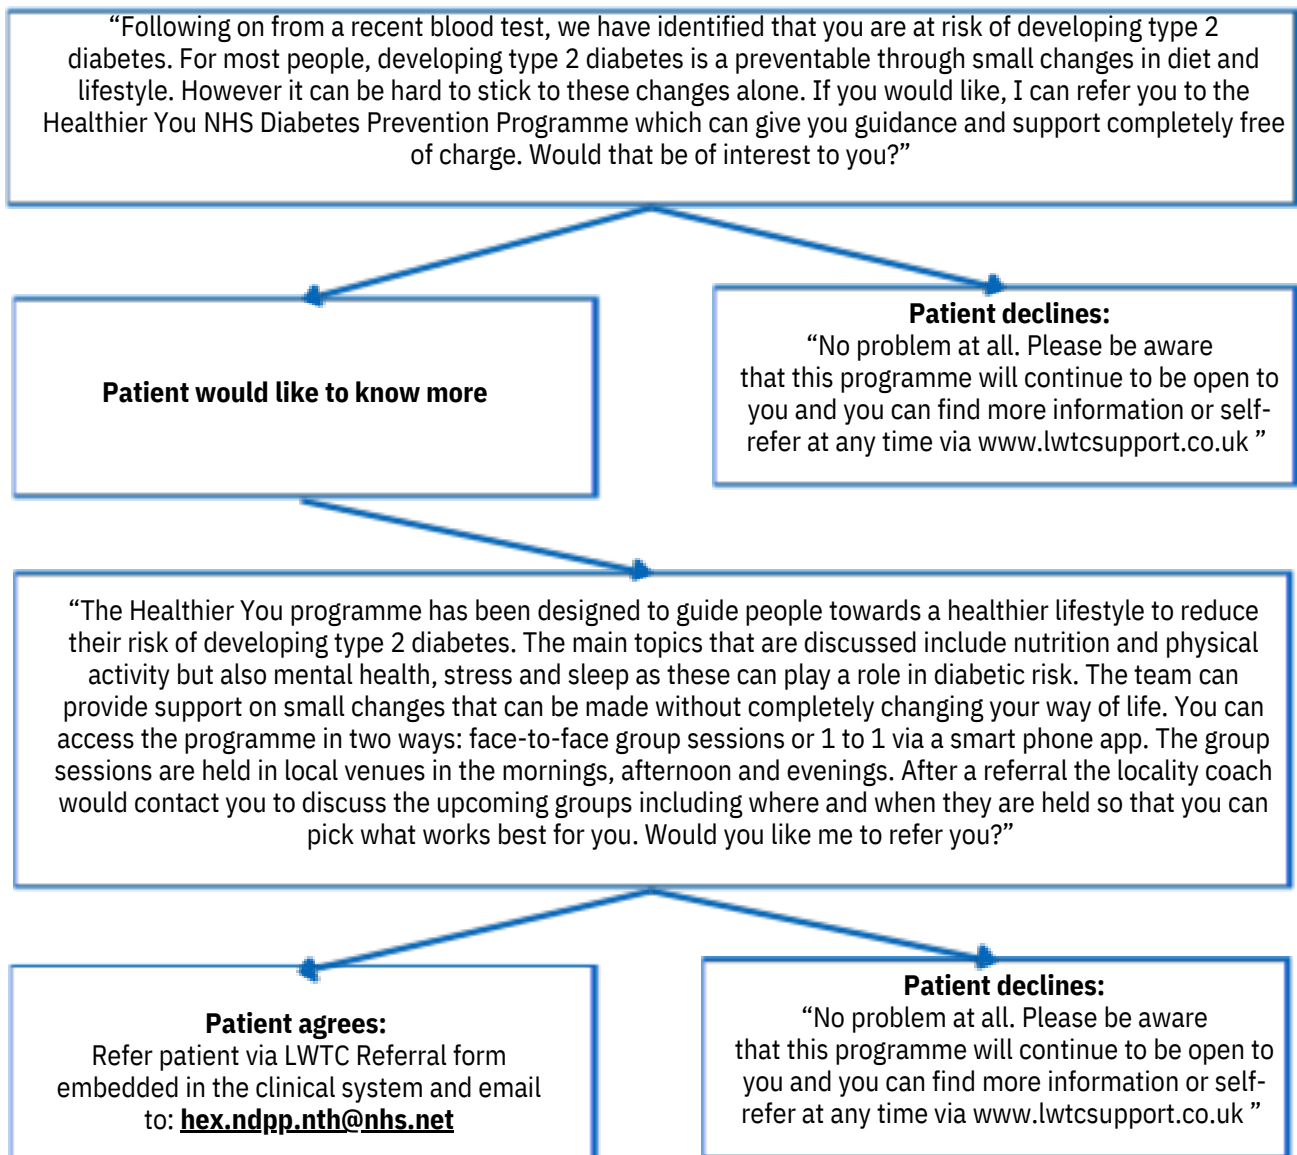 “Following on from a recent blood test, we have identified that you are at risk of developing type 2
diabetes. For most people, developing type 2 diabetes is a preventable through small changes in diet and
lifestyle. However it can be hard to stick to these changes alone. If you would like, I can refer you to the
Healthier You NHS Diabetes Prevention Programme which can give you guidance and support completely free
of charge. Would that be of interest to you?”
Patient would like to know more
Patient declines:
“No problem at all. Please be aware
that this programme will continue to be open to
you and you can find more information or self-
refer at any time via www.lwtcsupport.co.uk ”
“The Healthier You programme has been designed to guide people towards a healthier lifestyle to reduce
their risk of developing type 2 diabetes. The main topics that are discussed include nutrition and physical
activity but also mental health, stress and sleep as these can play a role in diabetic risk. The team can
provide support on small changes that can be made without completely changing your way of life. You can
access the programme in two ways: face-to-face group sessions or 1 to 1 via a smart phone app. The group
sessions are held in local venues in the mornings, afternoon and evenings. After a referral the locality coach
would contact you to discuss the upcoming groups including where and when they are held so that you can
pick what works best for you. Would you like me to refer you?”
Patient agrees:
Refer patient via LWTC Referral form
embedded in the clinical system and email
to: hex.ndpp.nth@nhs.net
Patient declines:
“No problem at all. Please be aware
that this programme will continue to be open to
you and you can find more information or self-
refer at any time via www.lwtcsupport.co.uk ”